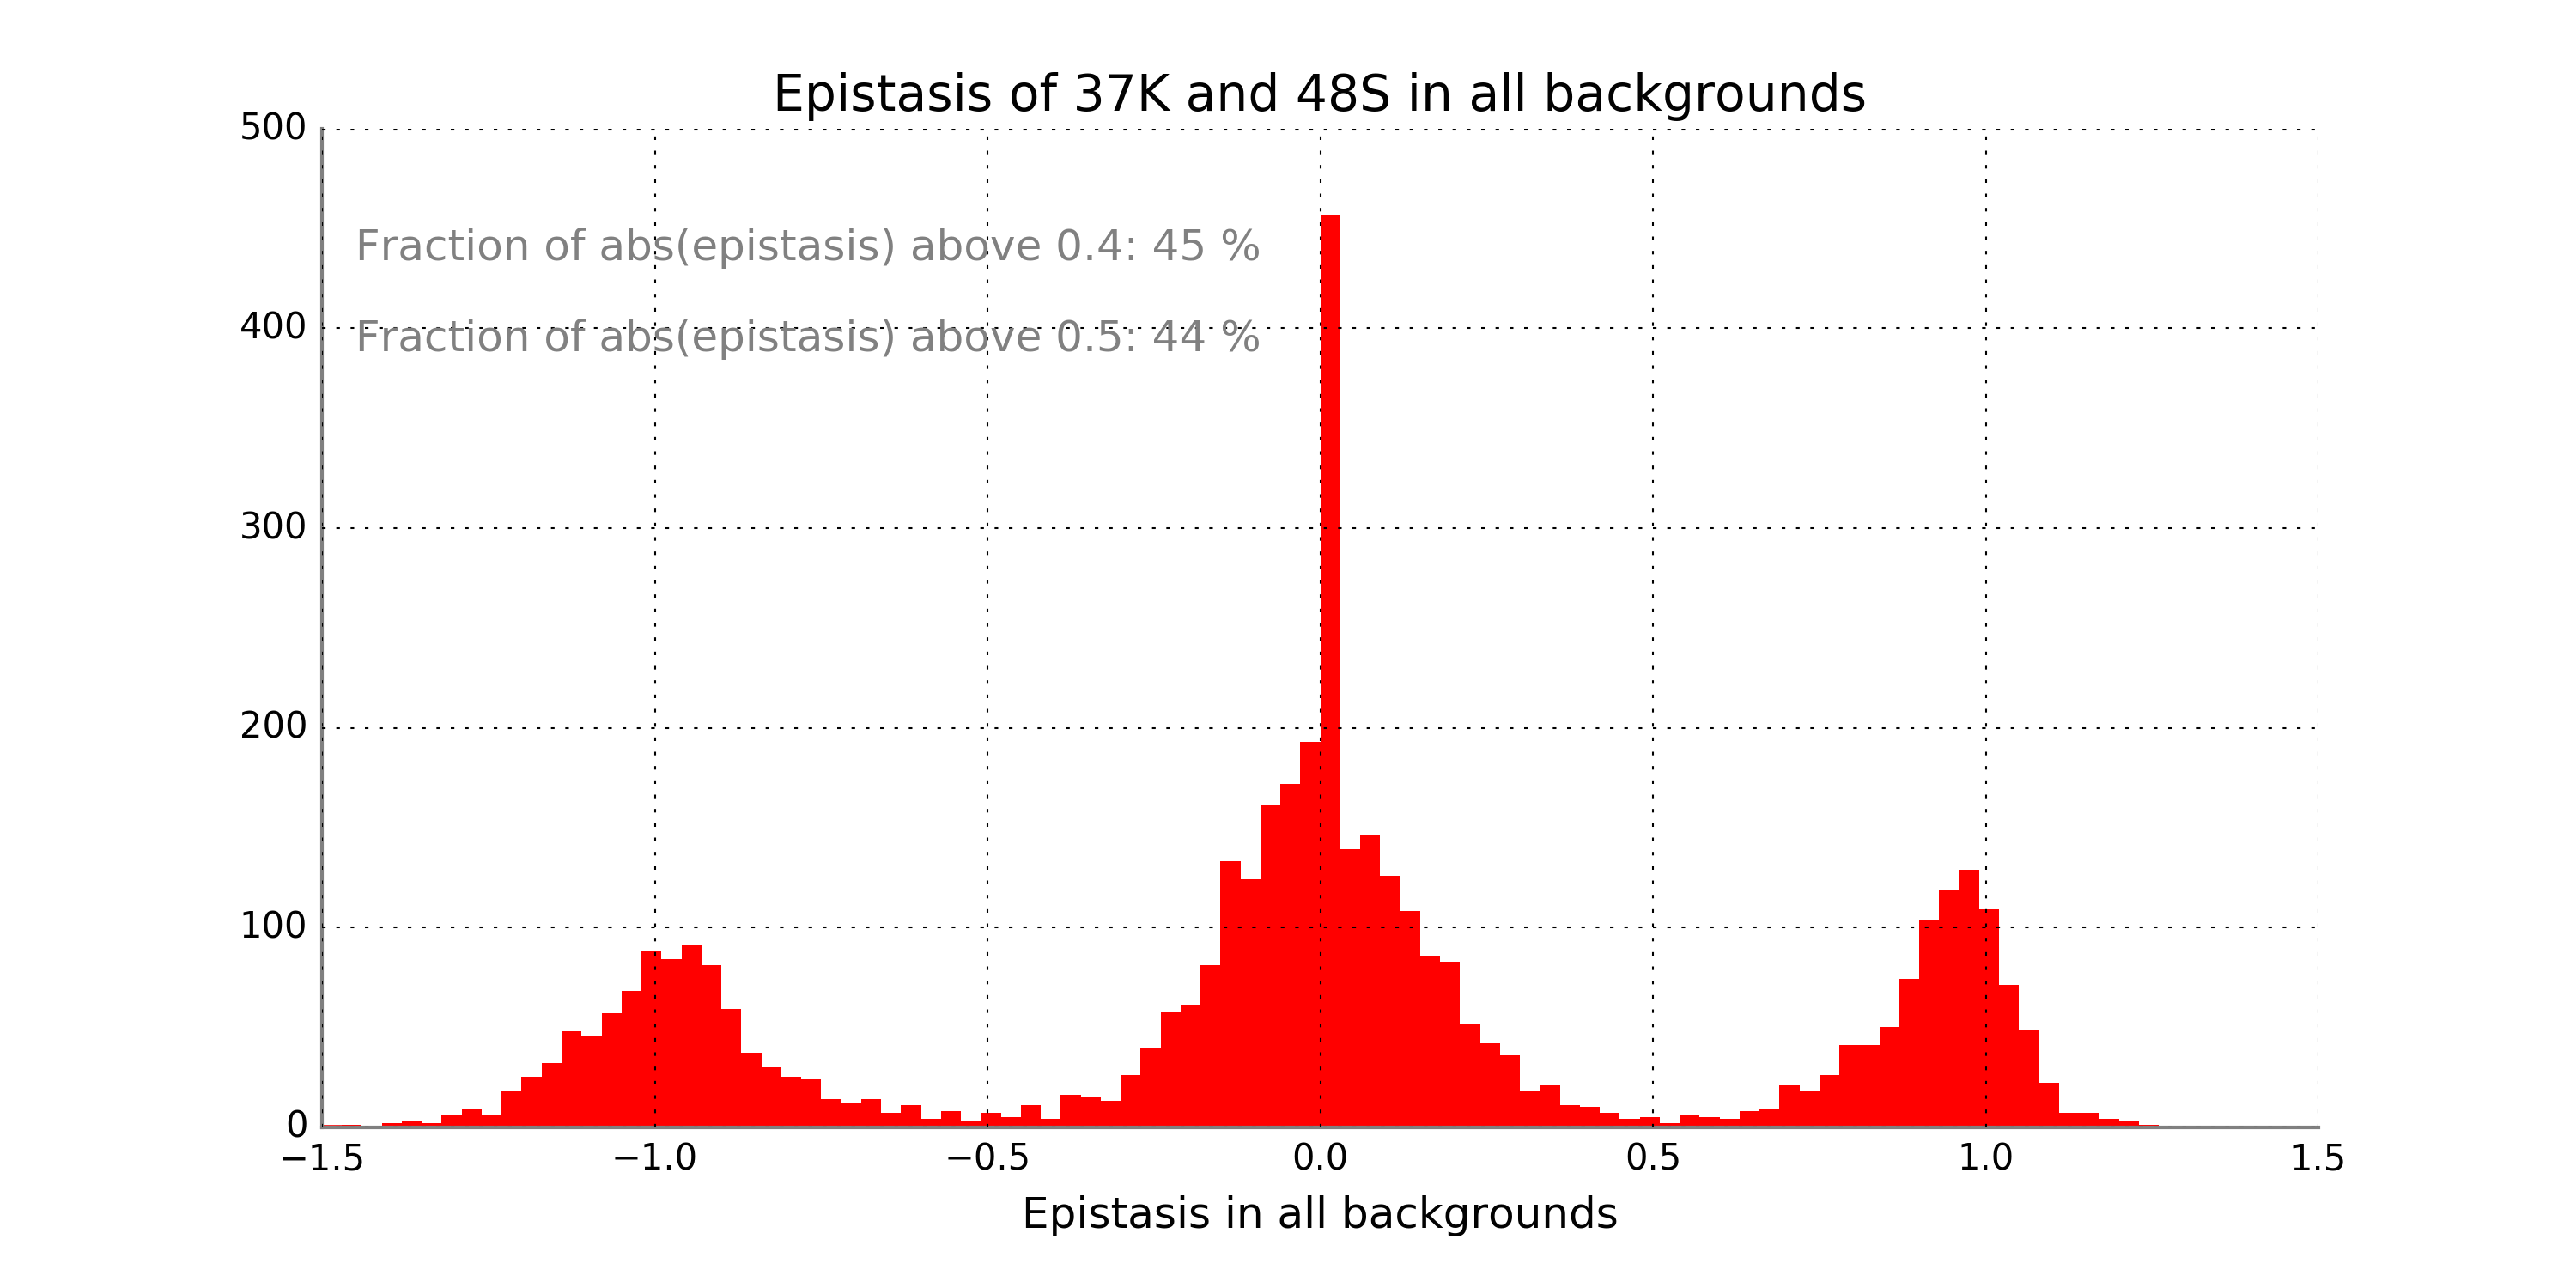 Epistasis of 37K and 48S in all backgrounds
500
Fraction of abs(epistasis) above 0.4: 45 %
400
Fraction of abs(epistasis) above 0.5: 44 %
300
200
100
0
−1.5 −1.0 −0.5 0.0 0.5 1.0 1.5
Epistasis in all backgrounds